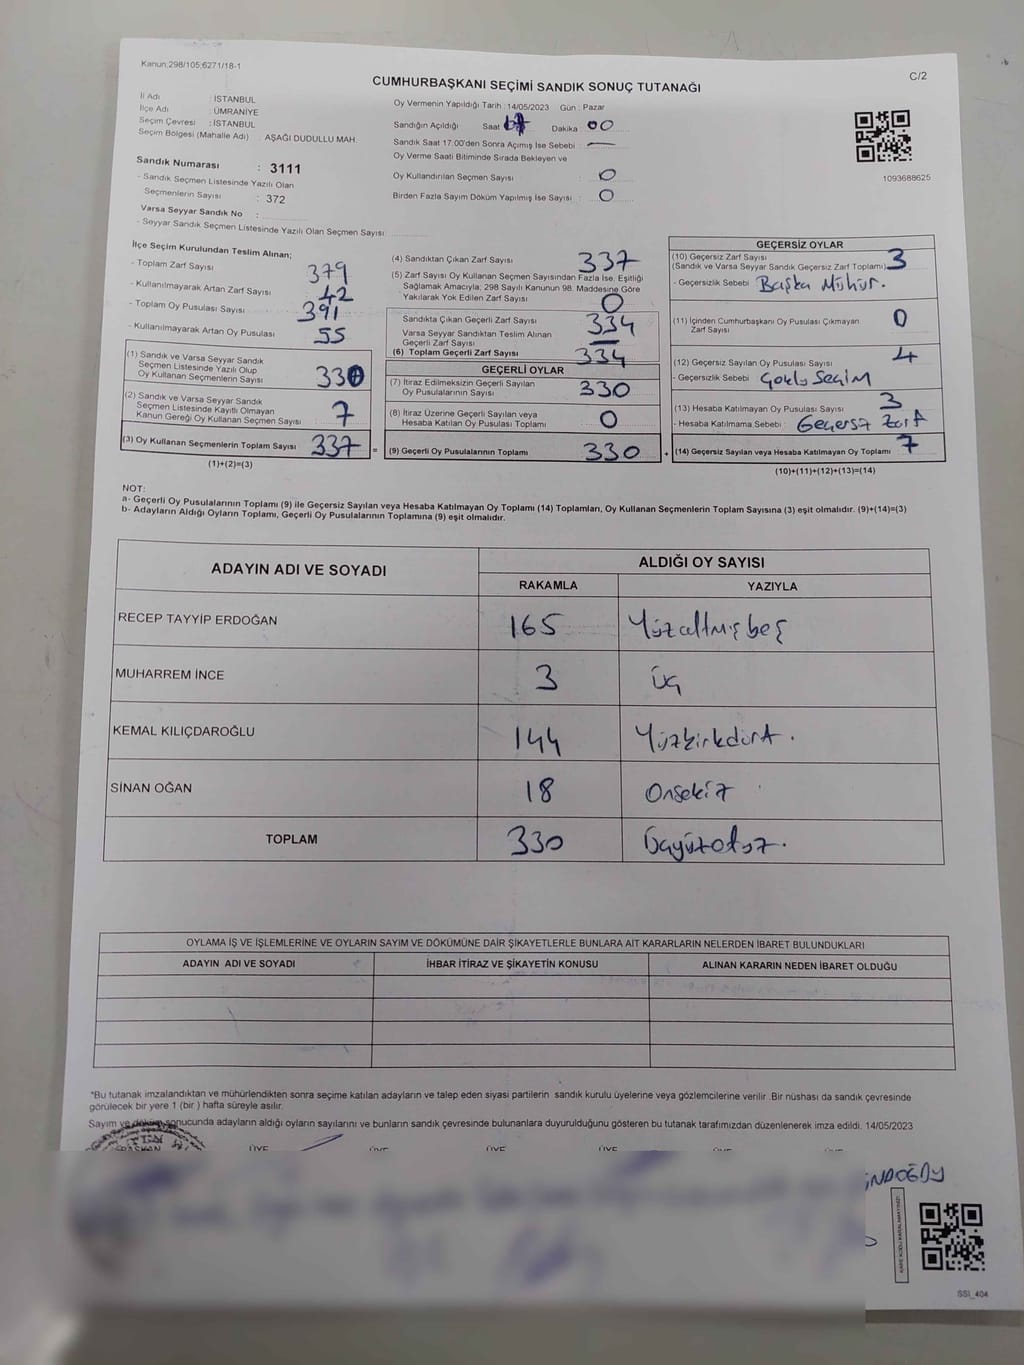 Kanun;298/105;6271/18-1
C/2
CUMHURBAŞKANI SEÇİMİ SANDIK SONUÇ TUTANAĞI
İl Adı : İSTANBUL
İlçe Adı : ÜMRANİYE
Seçim Çevresi : İSTANBUL
Seçim Bölgesi (Mahalle Adı) : AŞAĞI DUDULLU MAH.
Sandık Numarası : 3111
- Sandık Seçmen Listesinde Yazılı Olan
Seçmenlerin Sayısı : 372
Varsa Seyyar Sandık No :
- Seyyar Sandık Seçmen Listesinde Yazılı Olan Seçmen Sayısı:
Oy Vermenin Yapıldığı Tarih :14/05/2023 Gün : Pazar
Sandığın Açıldığı Saat Dakika : 00
Sandık Saat 17:00'den Sonra Açımış İse Sebebi : —
Oy Verme Saati Bitiminde Sırada Bekleyen ve
Oy Kullandırılan Seçmen Sayısı : 0
Birden Fazla Sayım Döküm Yapılmış İse Sayısı : 0
1093688625
İlçe Seçim Kurulundan Teslim Alınan;
- Toplam Zarf Sayısı 379
- Kullanılmayarak Artan Zarf Sayısı 42
- Toplam Oy Pusulası Sayısı 391
- Kullanılmayarak Artan Oy Pusulası 55
(1) Sandık ve Varsa Seyyar Sandık
Seçmen Listesinde Yazılı Olup
Oy Kullanan Seçmenlerin Sayısı 330
(2) Sandık ve Varsa Seyyar Sandık
Seçmen Listesinde Kayıtlı Olmayan
Kanun Gereği Oy Kullanan Seçmen Sayısı 7
(3) Oy Kullanan Seçmenlerin Toplam Sayısı 337 =
(1)+(2)=(3)
(4) Sandıktan Çıkan Zarf Sayısı 337
(5) Zarf Sayısı Oy Kullanan Seçmen Sayısından Fazla İse, Eşitliği
Sağlamak Amacıyla; 298 Sayılı Kanunun 98. Maddesine Göre
Yakılarak Yok Edilen Zarf Sayısı 0
Sandıkta Çıkan Geçerli Zarf Sayısı 334
Varsa Seyyar Sandıktan Teslim Alınan
Geçerli Zarf Sayısı —
(6) Toplam Geçerli Zarf Sayısı 334
GEÇERLİ OYLAR
(7) İtiraz Edilmeksizin Geçerli Sayılan
Oy Pusulalarının Sayısı 330
(8) İtiraz Üzerine Geçerli Sayılan veya
Hesaba Katılan Oy Pusulası Toplamı 0
(9) Geçerli Oy Pusulalarının Toplamı 330 +
GEÇERSİZ OYLAR
(10) Geçersiz Zarf Sayısı
(Sandık ve Varsa Seyyar Sandık Geçersiz Zarf Toplamı) 3
- Geçersizlik Sebebi Başka Mühür.
(11) İçinden Cumhurbaşkanı Oy Pusulası Çıkmayan
Zarf Sayısı 0
(12) Geçersiz Sayılan Oy Pusulası Sayısı 4
- Geçersizlik Sebebi Çoklu Seçim
(13) Hesaba Katılmayan Oy Pusulası Sayısı 3
- Hesaba Katılmama Sebebi : Geçersiz Zarf
(14) Geçersiz Sayılan veya Hesaba Katılmayan Oy Toplamı 7
(10)+(11)+(12)+(13)=(14)
NOT:
a- Geçerli Oy Pusulalarının Toplamı (9) ile Geçersiz Sayılan veya Hesaba Katılmayan Oy Toplamı (14) Toplamları, Oy Kullanan Seçmenlerin Toplam Sayısına (3) eşit olmalıdır. (9)+(14)=(3)
b- Adayların Aldığı Oyların Toplamı, Geçerli Oy Pusulalarının Toplamına (9) eşit olmalıdır.
ADAYIN ADI VE SOYADI ALDIĞI OY SAYISI
RAKAMLA YAZIYLA
RECEP TAYYİP ERDOĞAN 165 Yüzaltmışbeş
MUHARREM İNCE 3 üç
KEMAL KILIÇDAROĞLU 144 Yüzkırkdört.
SİNAN OĞAN 18 Onsekiz
TOPLAM 330 Üçyüzotuz.
OYLAMA İŞ VE İŞLEMLERİNE VE OYLARIN SAYIM VE DÖKÜMÜNE DAİR ŞİKAYETLERLE BUNLARA AİT KARARLARIN NELERDEN İBARET BULUNDUKLARI
ADAYIN ADI VE SOYADI İHBAR İTİRAZ VE ŞİKAYETİN KONUSU ALINAN KARARIN NEDEN İBARET OLDUĞU
*Bu tutanak imzalandıktan ve mühürlendikten sonra seçime katılan adayların ve talep eden siyasi partilerin sandık kurulu üyelerine veya gözlemcilerine verilir .Bir nüshası da sandık çevresinde
görülecek bir yere 1 (bir ) hafta süreyle asılır.
Sayım ve döküm sonucunda adayların aldığı oyların sayılarını ve bunların sandık çevresinde bulunanlara duyurulduğunu gösteren bu tutanak tarafımızdan düzenlenerek imza edildi. 14/05/2023
BAŞKAN ÜYE ÜYE ÜYE ÜYE ÜYE
SSI_404